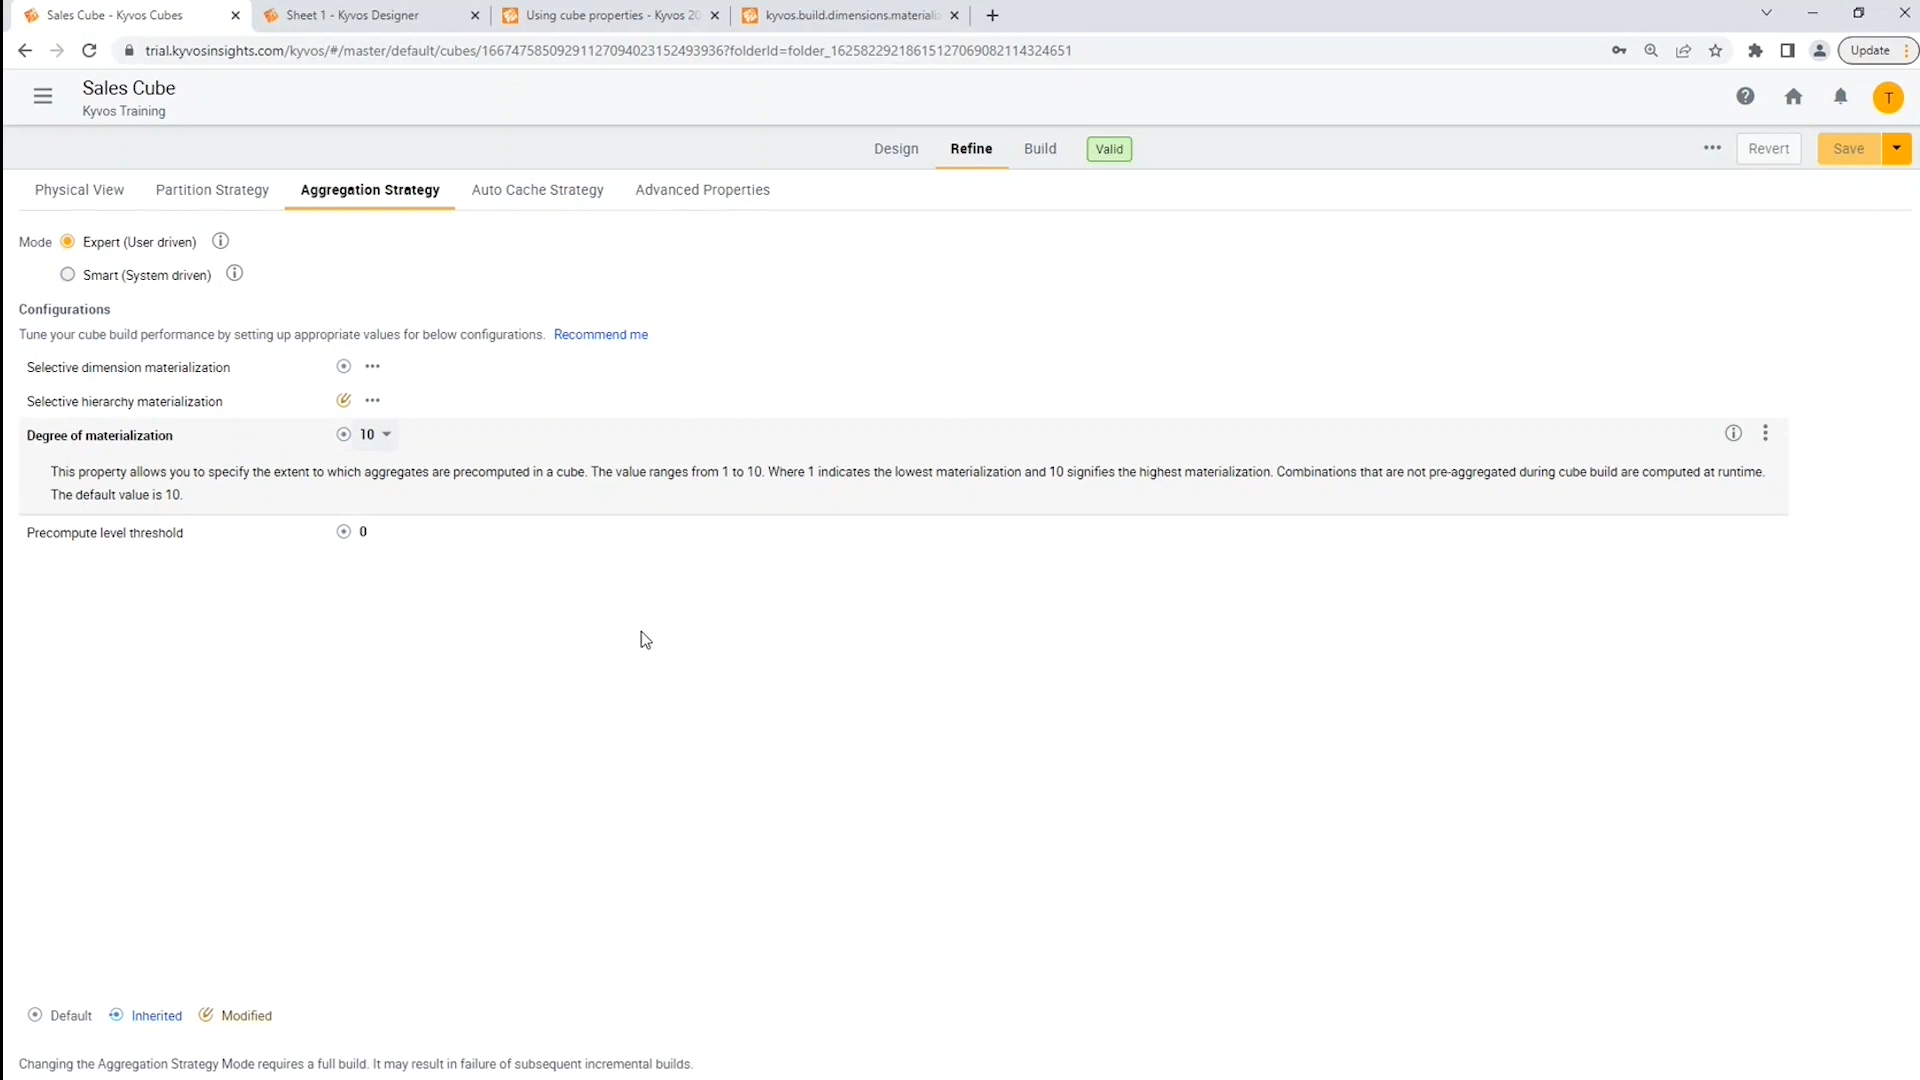 Sales Cube - Kyvos Cubes
Sheet 1 - Kyvos Designer
Using cube properties - Kyvos 20
kyvos.build.dimensions.materializ
trial.kyvosinsights.com/kyvos/#/master/default/cubes/16674758509291127094023152493936?folderId=folder_16258229218615127069082114324651
Update
Sales Cube
Kyvos Training
T
Design
Refine
Build
Valid
Revert
Save
Physical View
Partition Strategy
Aggregation Strategy
Auto Cache Strategy
Advanced Properties
Mode
Expert (User driven)
Smart (System driven)
Configurations
Tune your cube build performance by setting up appropriate values for below configurations. Recommend me
Selective dimension materialization
Selective hierarchy materialization
Degree of materialization 10
This property allows you to specify the extent to which aggregates are precomputed in a cube. The value ranges from 1 to 10. Where 1 indicates the lowest materialization and 10 signifies the highest materialization. Combinations that are not pre-aggregated during cube build are computed at runtime.
The default value is 10.
Precompute level threshold 0
Default Inherited Modified
Changing the Aggregation Strategy Mode requires a full build. It may result in failure of subsequent incremental builds.